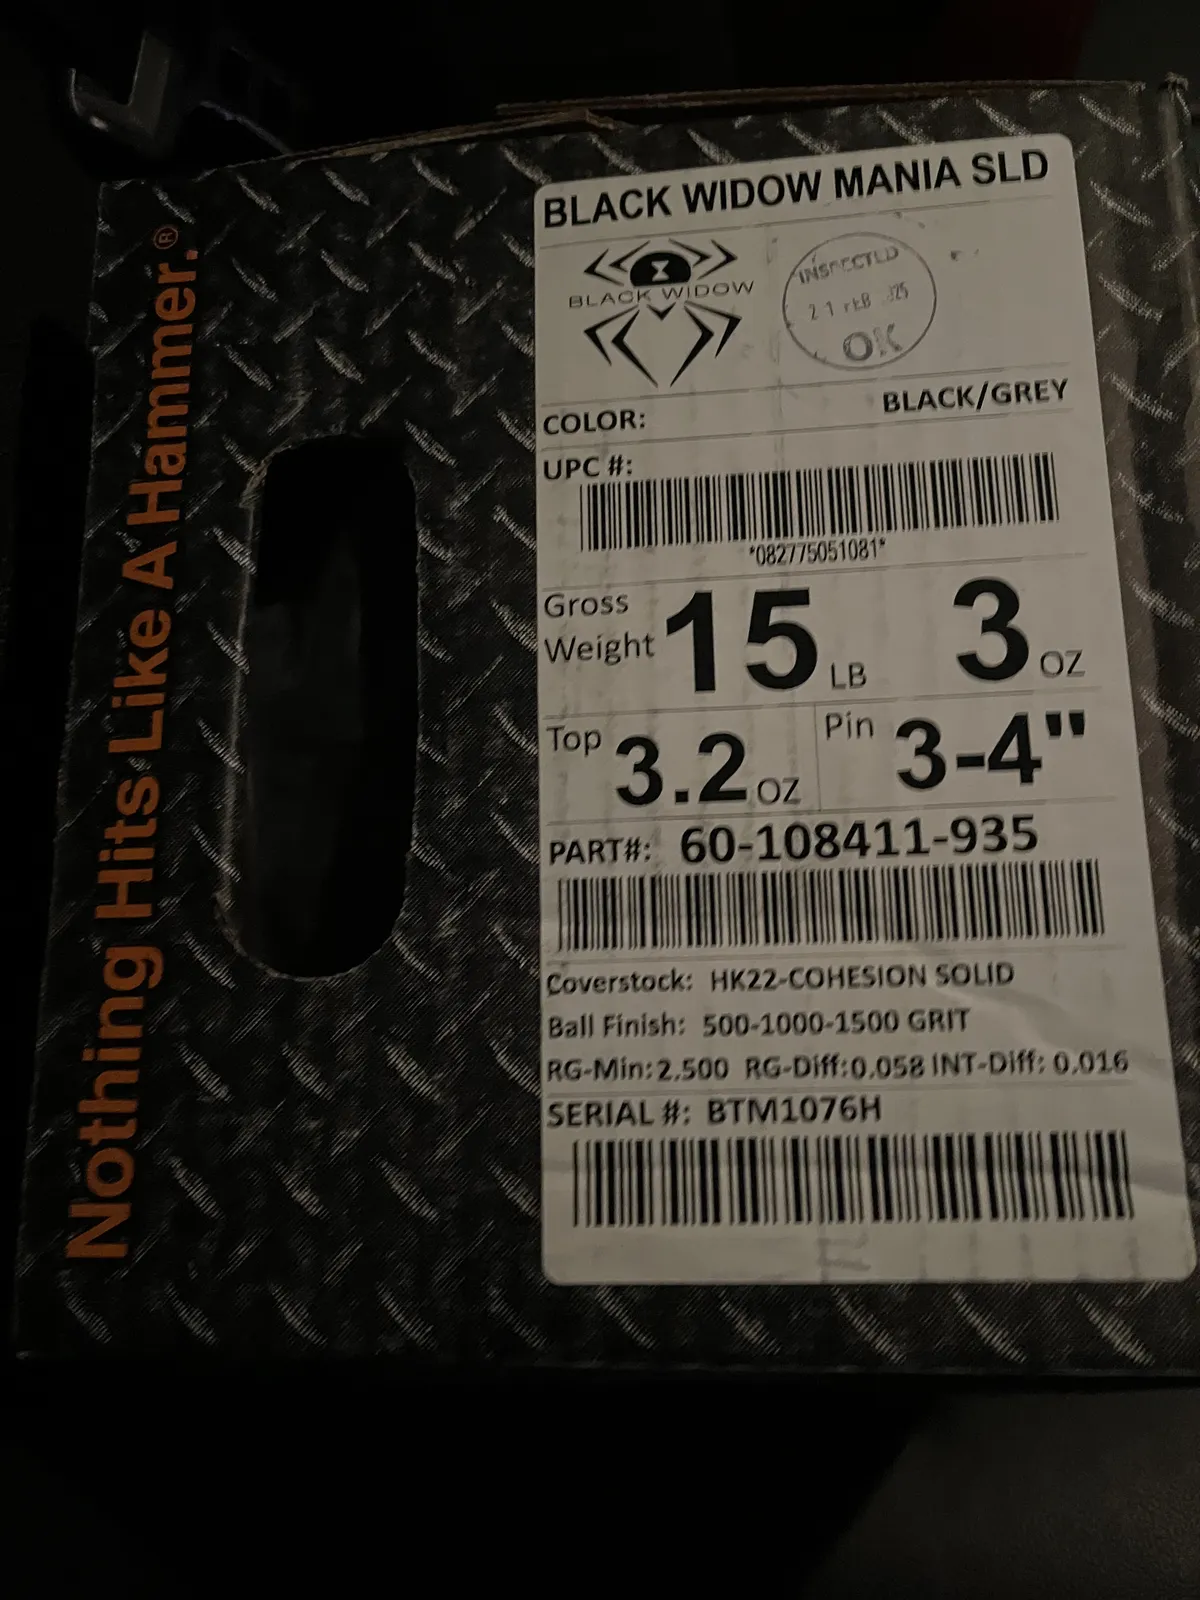 Nothing Hits Like A Hammer.®
BLACK WIDOW MANIA SLD
BLACK WIDOW
INSPECTED
21 FEB
OK
COLOR: BLACK/GREY
UPC #:
*082775051081*
Gross Weight 15 LB 3 OZ
Top 3.2 OZ Pin 3-4"
PART#: 60-108411-935
Coverstock: HK22-COHESION SOLID
Ball Finish: 500-1000-1500 GRIT
RG-Min: 2.500 RG-Diff: 0.058 INT-Diff: 0.016
SERIAL #: BTM1076H